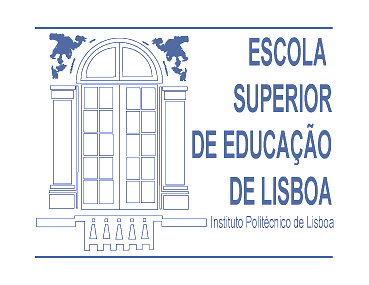 ESCOLA
SUPERIOR
DE EDUCAÇÃO
DE LISBOA
Instituto Politécnico de Lisboa